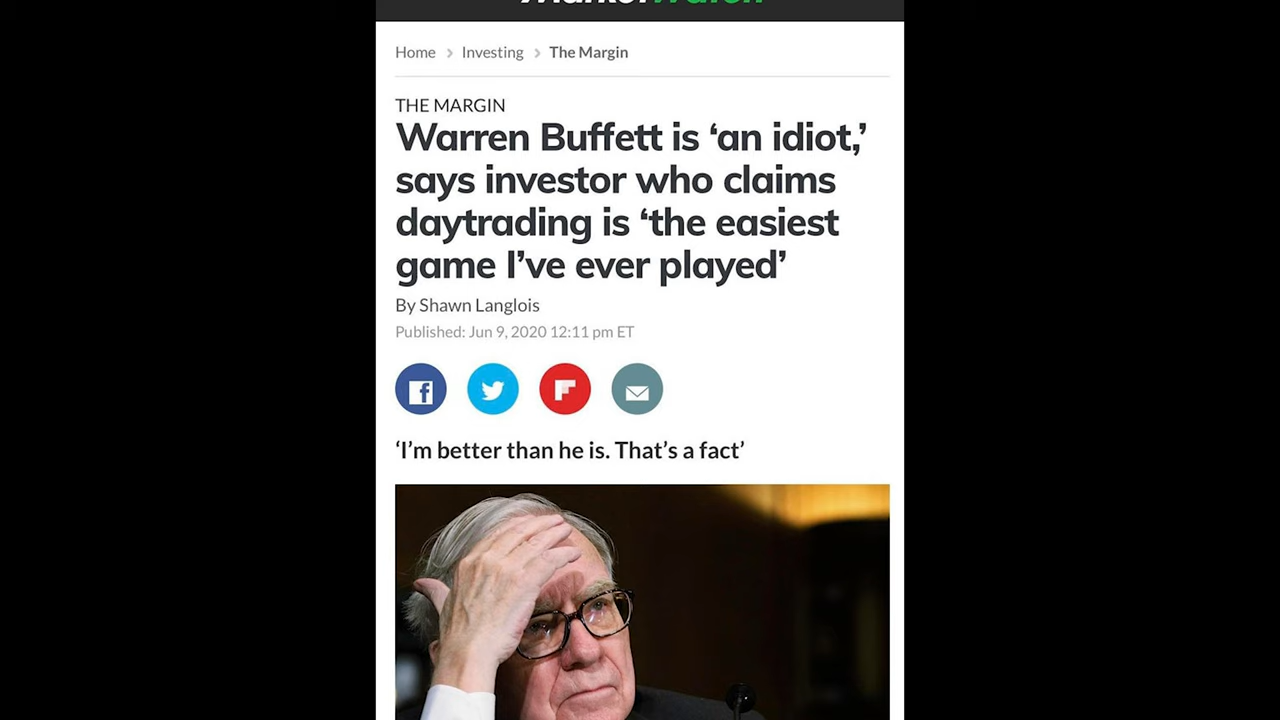 Home > Investing > The Margin
THE MARGIN
Warren Buffett is ‘an idiot,’
says investor who claims
daytrading is ‘the easiest
game I’ve ever played’
By Shawn Langlois
Published: Jun 9, 2020 12:11 pm ET
‘I’m better than he is. That’s a fact’